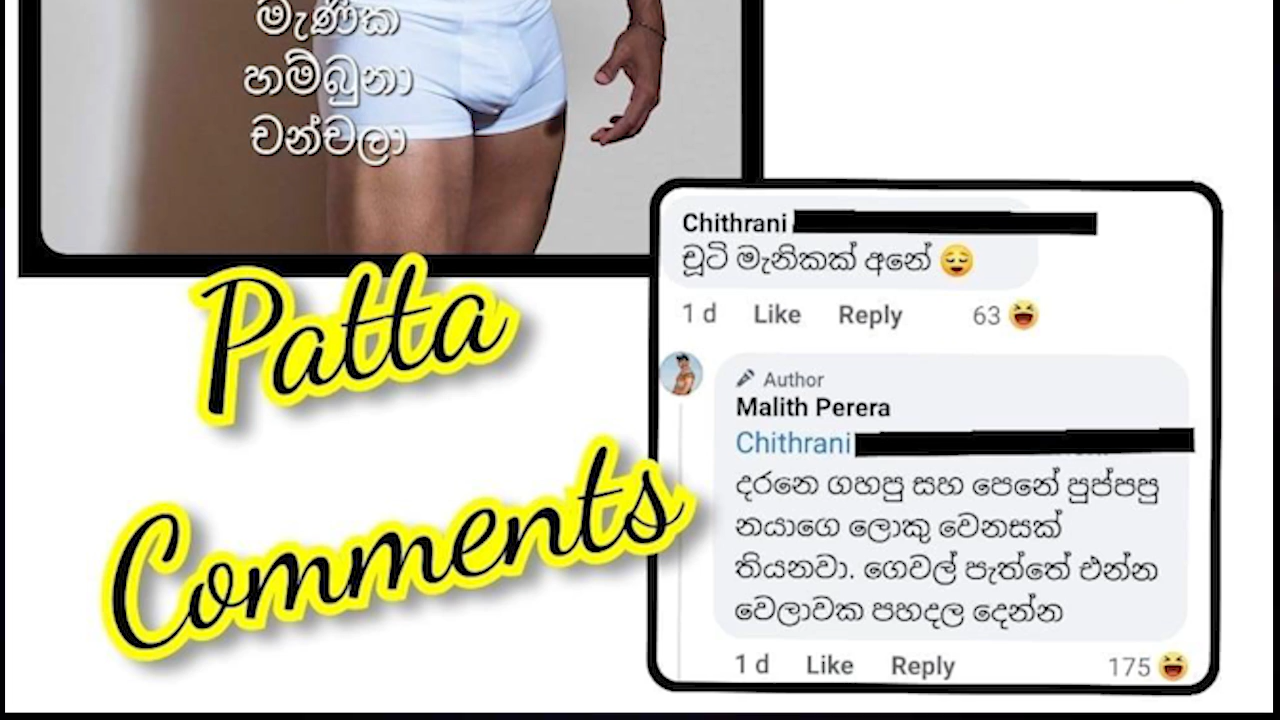 මැණික
හම්බුනා
චන්චලා
Patta
Comments
Chithrani
චූටි මැනිකක් අනේ
1 d Like Reply 63
Author
Malith Perera
Chithrani
දරනෙ ගහපු සහ පෙනේ පුප්පපු
නයාගෙ ලොකු වෙනසක්
තියනවා. ගෙවල් පැත්තේ එන්න
වෙලාවක පහදල දෙන්න
1 d Like Reply 175